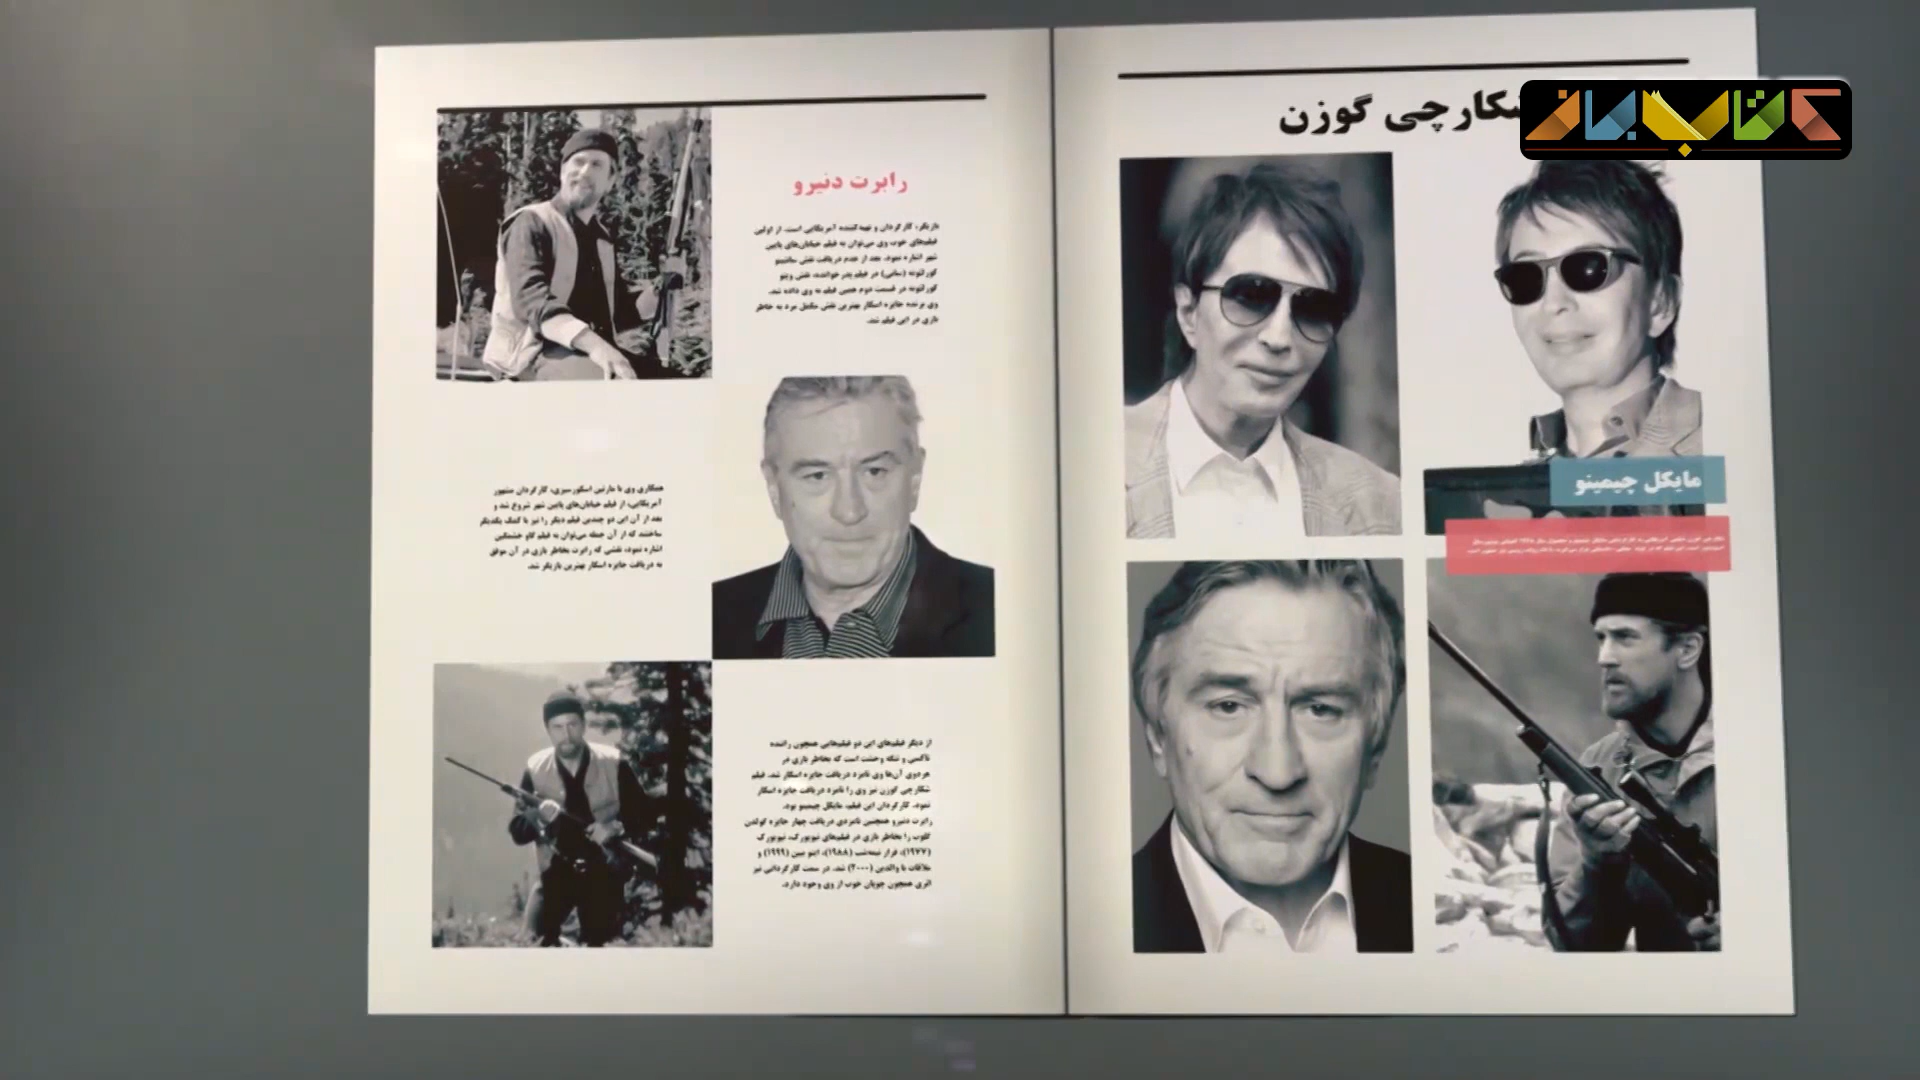 کتاب باز
شکارچی گوزن
مایکل چیمینو
رابرت دنیرو
بازیگر، کارگردان و تهیه‌کننده آمریکایی است. از اولین
فیلم‌های خوب وی می‌توان به فیلم خیابان‌های پایین
شهر اشاره نمود. بعد از عدم دریافت نقش سانتینو
کورلئونه (سانی) در فیلم پدرخوانده، نقش ویتو
کورلئونه در قسمت دوم همین فیلم به وی داده شد.
وی برنده جایزه اسکار بهترین نقش مکمل مرد به خاطر
بازی در این فیلم شد.
همکاری وی با مارتین اسکورسیزی، کارگردان مشهور
آمریکایی، از فیلم خیابان‌های پایین شهر شروع شد و
بعد از آن این دو چندین فیلم دیگر را نیز با کمک یکدیگر
ساختند که از آن جمله می‌توان به فیلم گاو خشمگین
اشاره نمود، نقشی که رابرت بخاطر بازی در آن موفق
به دریافت جایزه اسکار بهترین بازیگر شد.
از دیگر فیلم‌های این دو فیلم‌هایی همچون راننده
تاکسی و تنگه وحشت است که بخاطر بازی در
هردوی آن‌ها وی نامزد دریافت جایزه اسکار شد. فیلم
شکارچی گوزن نیز وی را نامزد دریافت جایزه اسکار
نمود. کارگردان این فیلم، مایکل چیمینو بود.
رابرت دنیرو همچنین نامزدی دریافت چهار جایزه گولدن
گلوب را بخاطر بازی در فیلم‌های نیویورک، نیویورک
(۱۹۷۷)، فرار نیمه‌شب (۱۹۸۸)، اینو ببین (۱۹۹۹) و
ملاقات با والدین (۲۰۰۰) شد. در سمت کارگردانی نیز
اثری همچون چوپان خوب از وی وجود دارد.